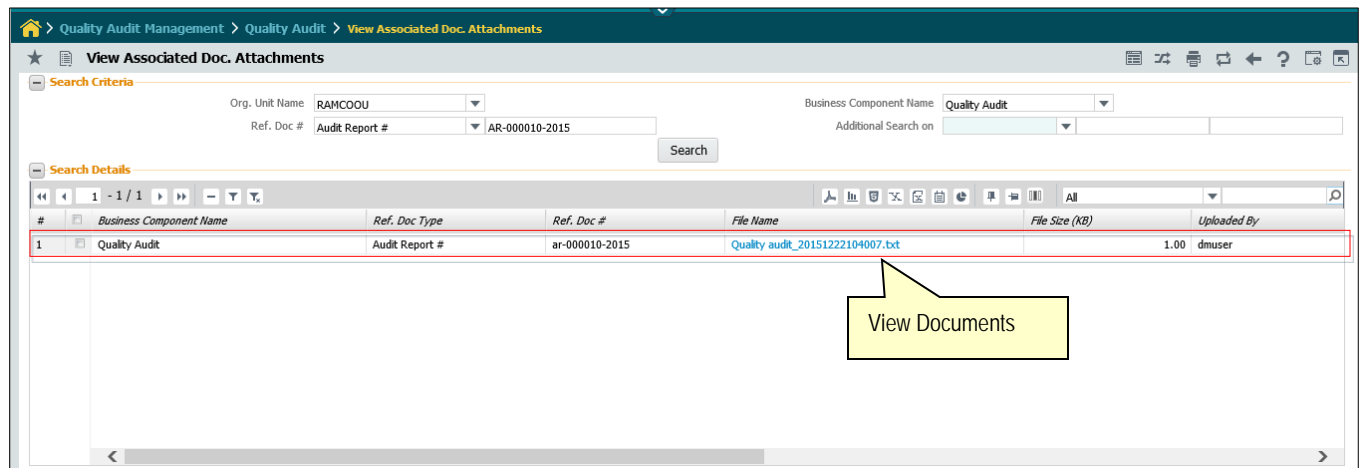 > Quality Audit Management > Quality Audit > View Associated Doc. Attachments
View Associated Doc. Attachments
Search Criteria
Org. Unit Name RAMCOOU Business Component Name Quality Audit
Ref. Doc # Audit Report # AR-000010-2015 Additional Search on
Search
Search Details
1 - 1 / 1 All
# Business Component Name Ref. Doc Type Ref. Doc # File Name File Size (KB) Uploaded By
1 Quality Audit Audit Report # ar-000010-2015 Quality audit_20151222104007.txt 1.00 dmuser
View Documents